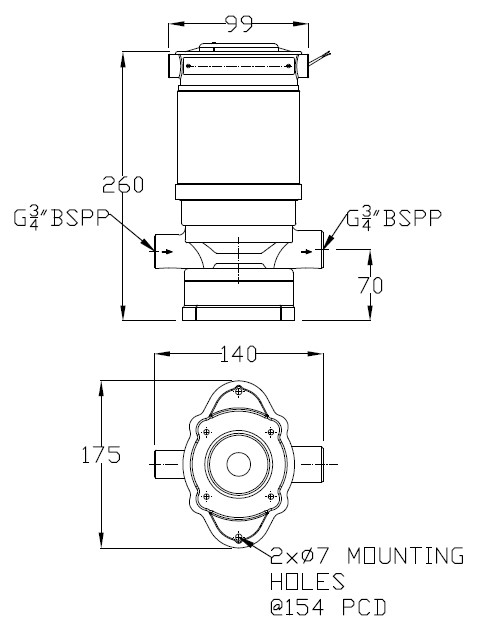 99
260
G3/4"BSPP
G3/4"BSPP
70
140
175
2xø7 MOUNTING
HOLES
@154 PCD